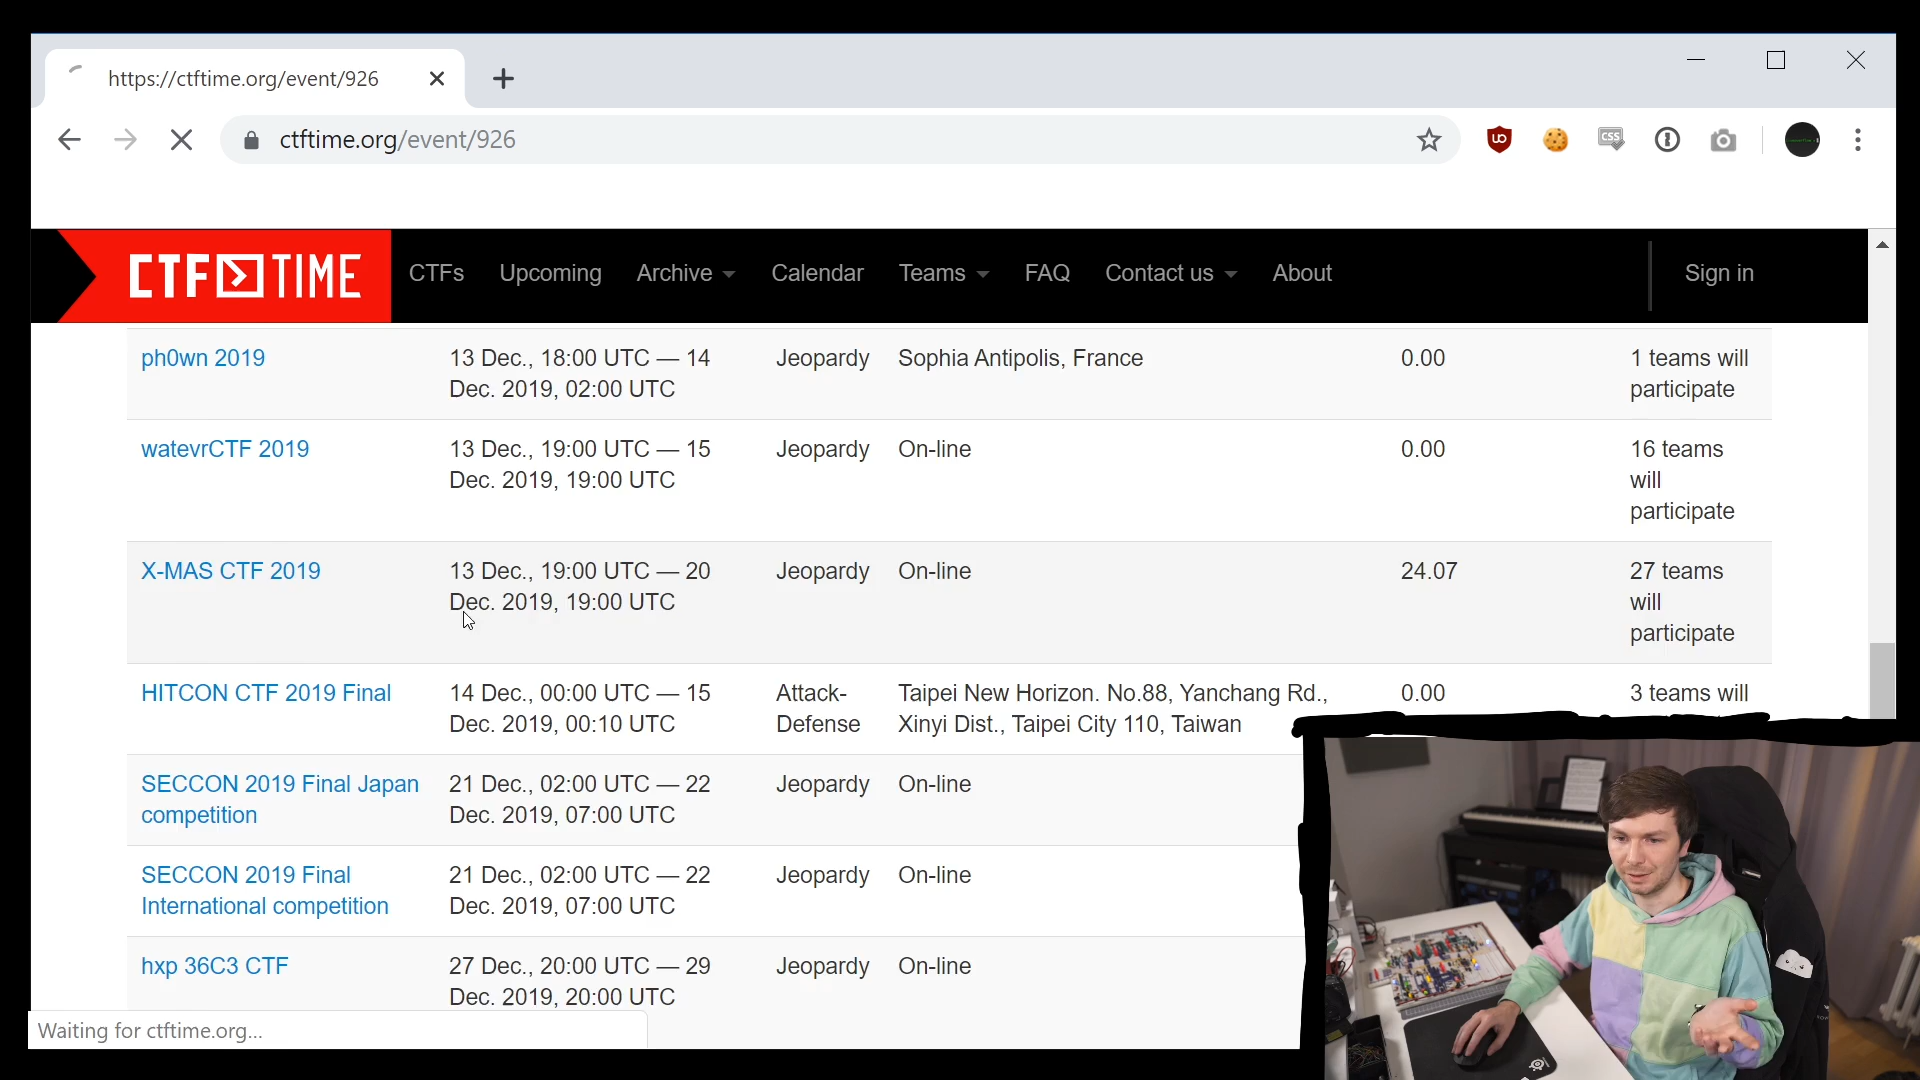 https://ctftime.org/event/926
ctftime.org/event/926
CTF TIME
CTFs Upcoming Archive Calendar Teams FAQ Contact us About Sign in
ph0wn 2019 13 Dec., 18:00 UTC — 14 Jeopardy Sophia Antipolis, France 0.00 1 teams will
Dec. 2019, 02:00 UTC participate
watevrCTF 2019 13 Dec., 19:00 UTC — 15 Jeopardy On-line 0.00 16 teams
Dec. 2019, 19:00 UTC will
participate
X-MAS CTF 2019 13 Dec., 19:00 UTC — 20 Jeopardy On-line 24.07 27 teams
Dec. 2019, 19:00 UTC will
participate
HITCON CTF 2019 Final 14 Dec., 00:00 UTC — 15 Attack- Taipei New Horizon. No.88, Yanchang Rd., 0.00 3 teams will
Dec. 2019, 00:10 UTC Defense Xinyi Dist., Taipei City 110, Taiwan
SECCON 2019 Final Japan 21 Dec., 02:00 UTC — 22 Jeopardy On-line
competition Dec. 2019, 07:00 UTC
SECCON 2019 Final 21 Dec., 02:00 UTC — 22 Jeopardy On-line
International competition Dec. 2019, 07:00 UTC
hxp 36C3 CTF 27 Dec., 20:00 UTC — 29 Jeopardy On-line
Dec. 2019, 20:00 UTC
Waiting for ctftime.org...